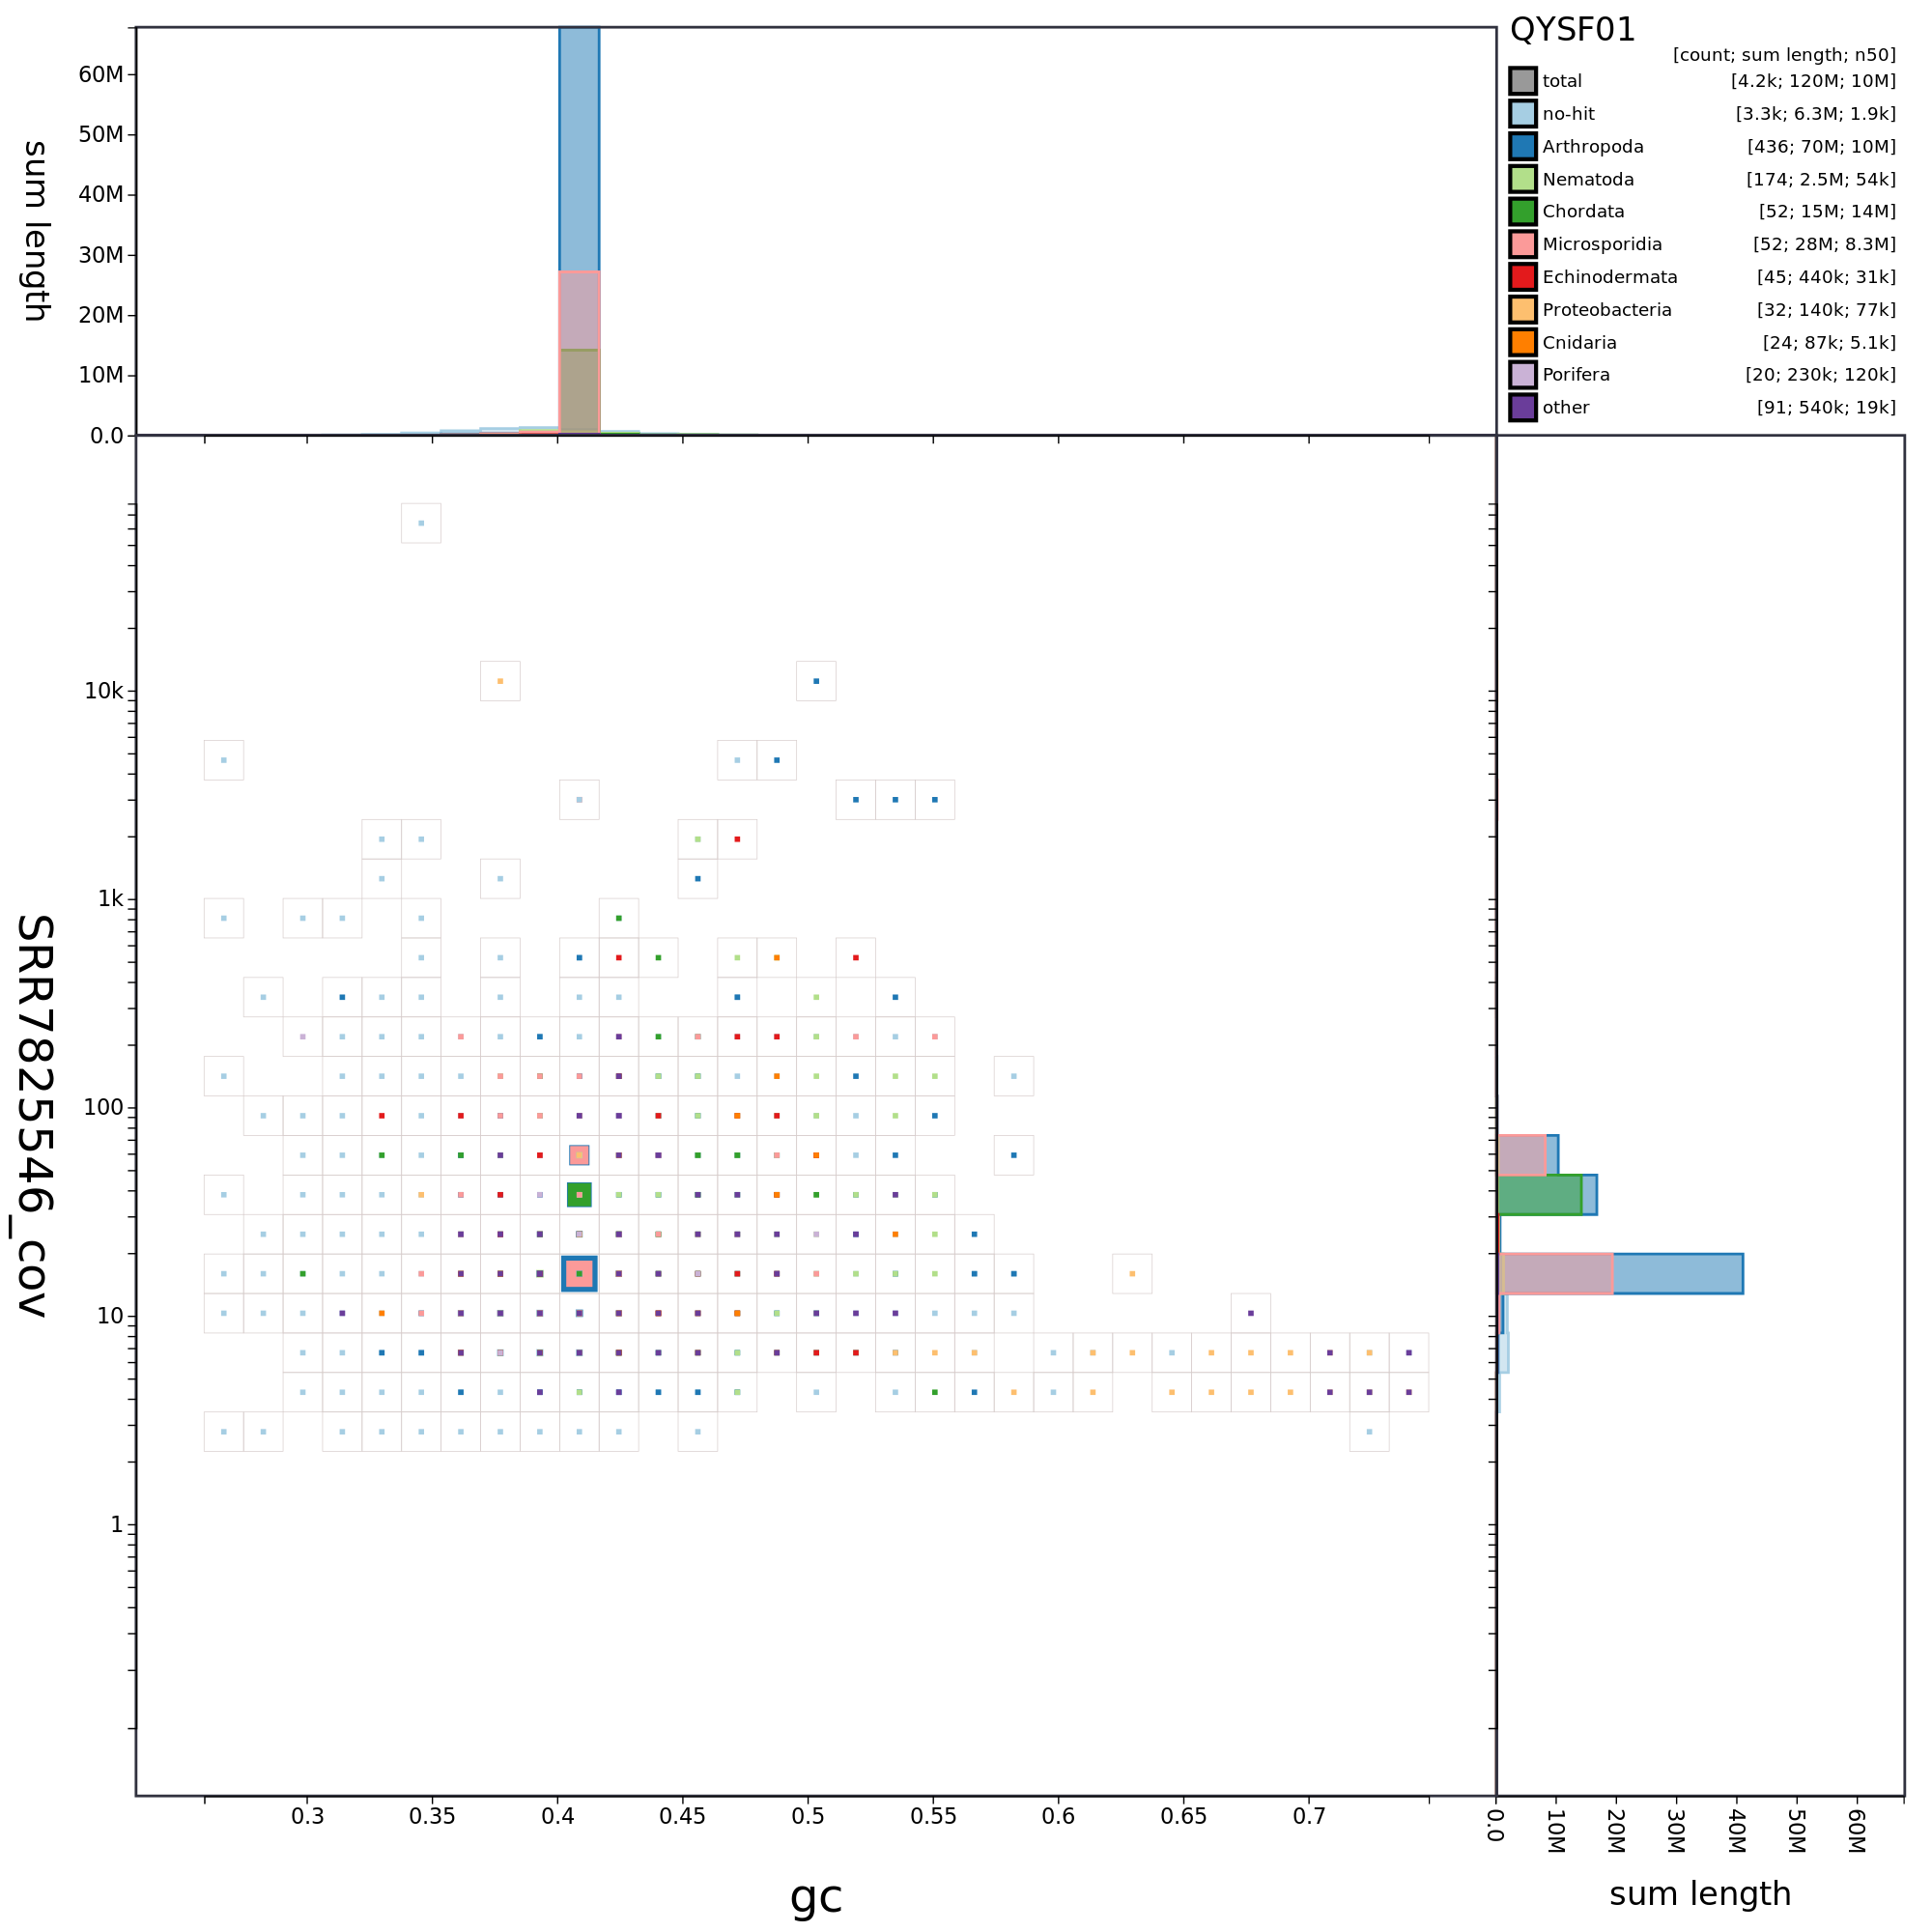 QYSF01
[count; sum length; n50]
total [4.2k; 120M; 10M]
no-hit [3.3k; 6.3M; 1.9k]
Arthropoda [436; 70M; 10M]
Nematoda [174; 2.5M; 54k]
Chordata [52; 15M; 14M]
Microsporidia [52; 28M; 8.3M]
Echinodermata [45; 440k; 31k]
Proteobacteria [32; 140k; 77k]
Cnidaria [24; 87k; 5.1k]
Porifera [20; 230k; 120k]
other [91; 540k; 19k]
sum length
60M
50M
40M
30M
20M
10M
0.0
SRR7825546_cov
10k
1k
100
10
1
0.3 0.35 0.4 0.45 0.5 0.55 0.6 0.65 0.7
gc
0.0 10M 20M 30M 40M 50M 60M
sum length